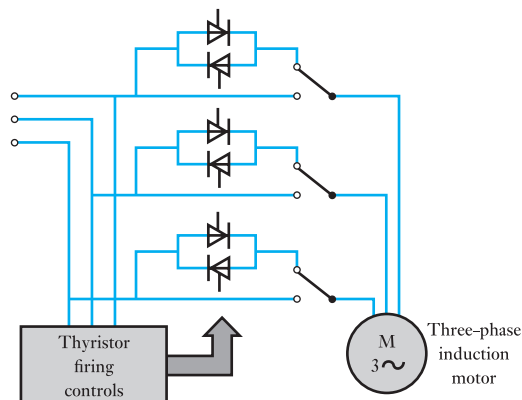 Thyristor
firing
controls
M
3~
Three–phase
induction
motor